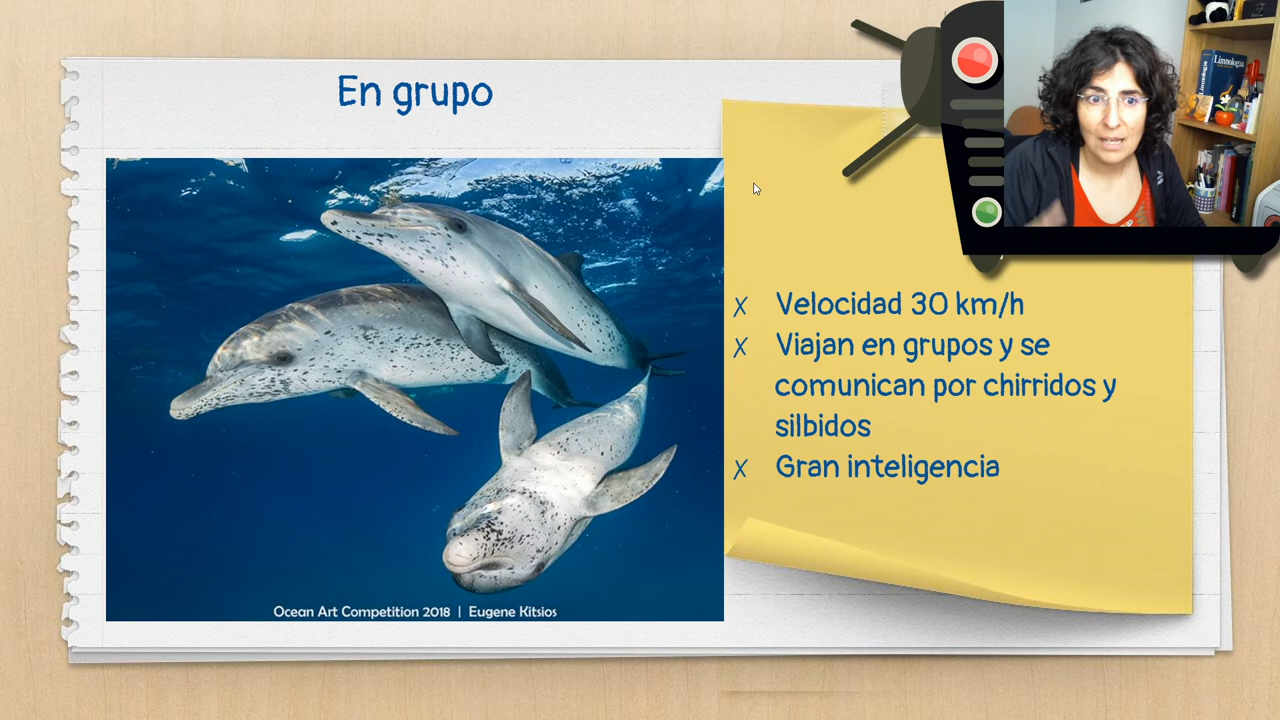 En grupo
X Velocidad 30 km/h
X Viajan en grupos y se
comunican por chirridos y
silbidos
X Gran inteligencia
Ocean Art Competition 2018 | Eugene Kitsios
Limnología
Limnología